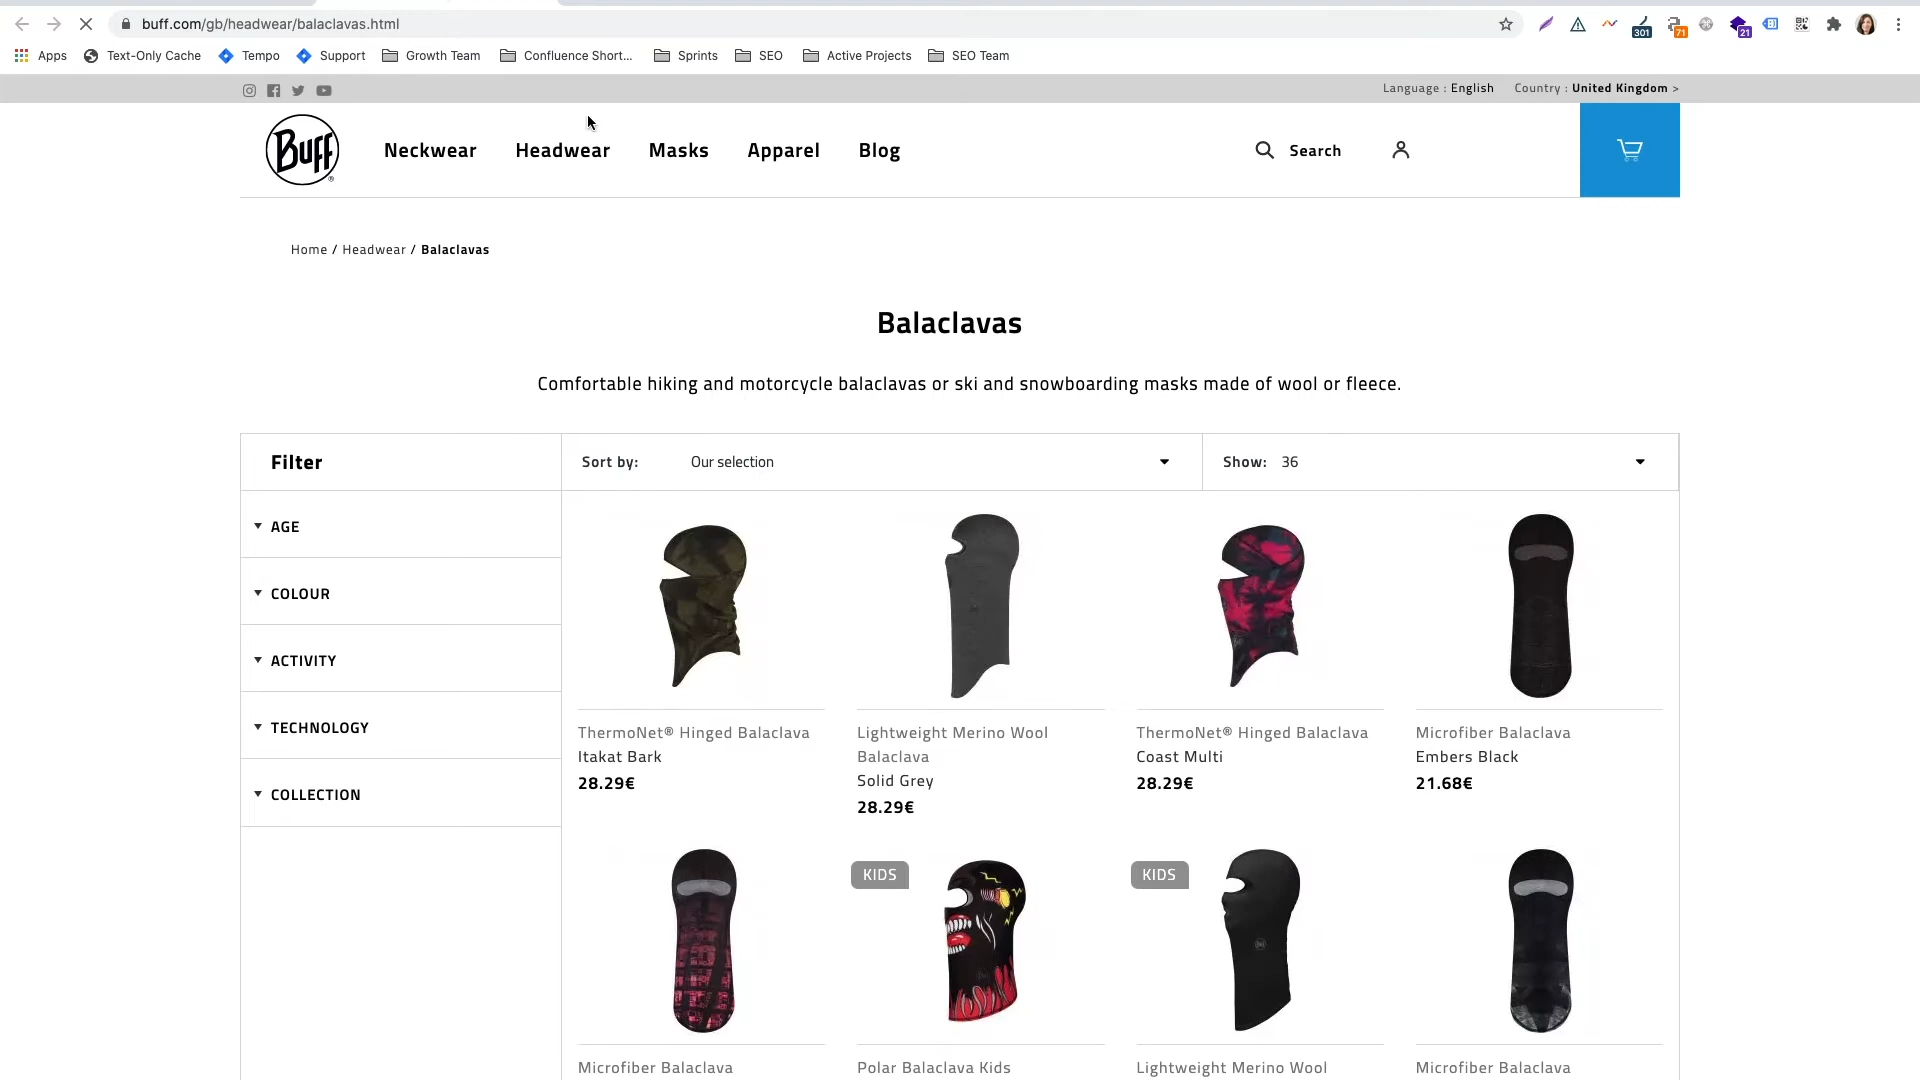 buff.com/gb/headwear/balaclavas.html
301
71
21
Apps
Text-Only Cache
Tempo
Support
Growth Team
Confluence Short...
Sprints
SEO
Active Projects
SEO Team
Language : English
Country : United Kingdom >
Buff
Neckwear
Headwear
Masks
Apparel
Blog
Search
Home / Headwear / Balaclavas
Balaclavas
Comfortable hiking and motorcycle balaclavas or ski and snowboarding masks made of wool or fleece.
Filter
Sort by:
Our selection
Show: 36
AGE
COLOUR
ACTIVITY
TECHNOLOGY
COLLECTION
ThermoNet® Hinged Balaclava
Itakat Bark
28.29€
Lightweight Merino Wool
Balaclava
Solid Grey
28.29€
ThermoNet® Hinged Balaclava
Coast Multi
28.29€
Microfiber Balaclava
Embers Black
21.68€
KIDS
KIDS
Microfiber Balaclava
Polar Balaclava Kids
Lightweight Merino Wool
Microfiber Balaclava